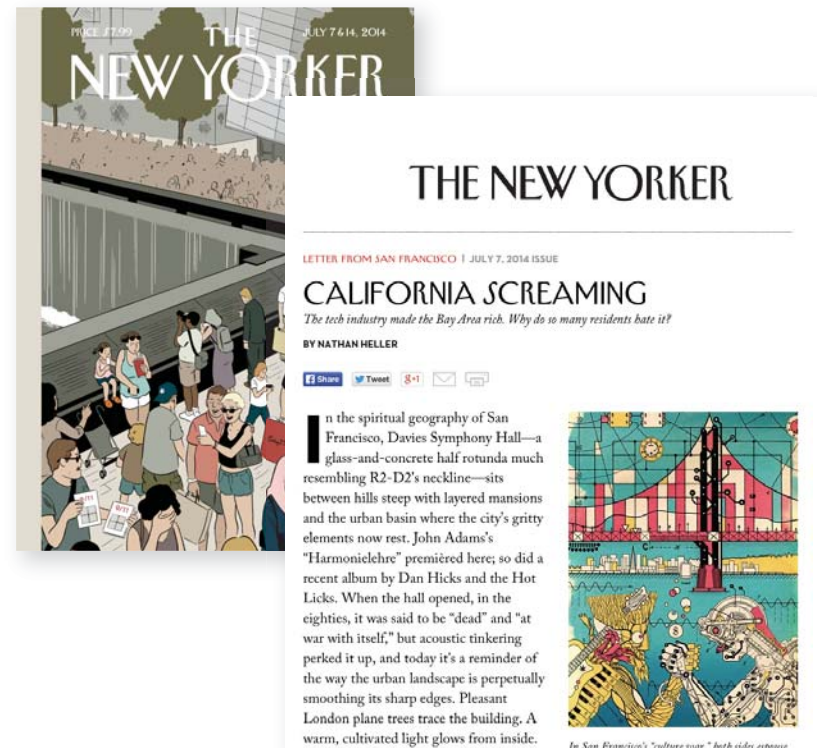 PRICE $7.99
THE
JULY 7 & 14, 2014
NEW YORKER
9/11
9/11
THE NEW YORKER
LETTER FROM SAN FRANCISCO | JULY 7, 2014 ISSUE
CALIFORNIA SCREAMING
The tech industry made the Bay Area rich. Why do so many residents hate it?
BY NATHAN HELLER
f Share
Tweet
g+1
In the spiritual geography of San
Francisco, Davies Symphony Hall—a
glass-and-concrete half rotunda much
resembling R2-D2's neckline—sits
between hills steep with layered mansions
and the urban basin where the city's gritty
elements now rest. John Adams's
"Harmonielehre" premièred here; so did a
recent album by Dan Hicks and the Hot
Licks. When the hall opened, in the
eighties, it was said to be "dead" and "at
war with itself," but acoustic tinkering
perked it up, and today it's a reminder of
the way the urban landscape is perpetually
smoothing its sharp edges. Pleasant
London plane trees trace the building. A
warm, cultivated light glows from inside.
In San Francisco's "culture war," both sides espouse